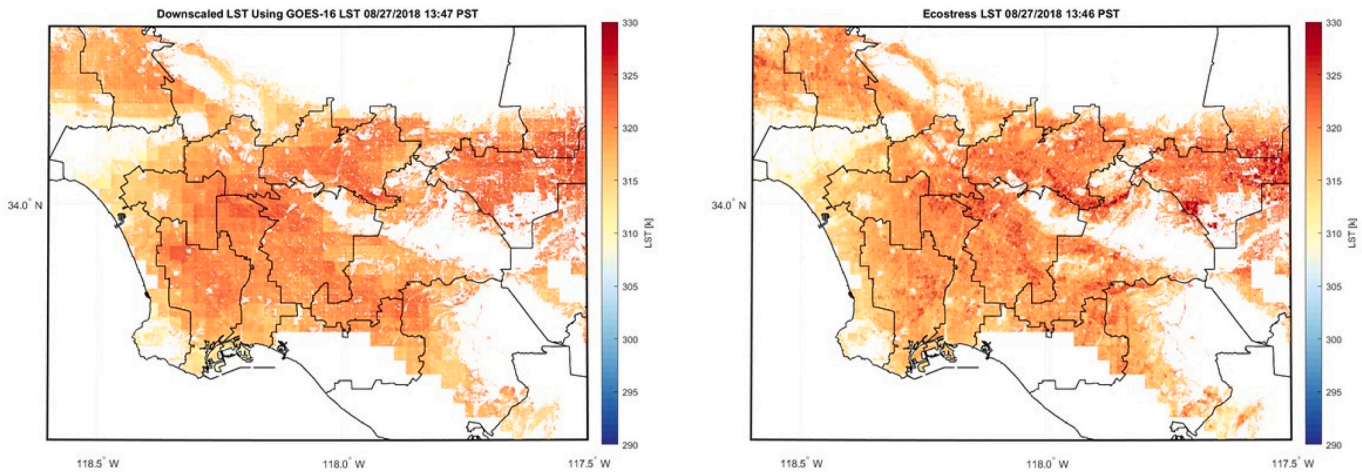 Downscaled LST Using GOES-16 LST 08/27/2018 13:47 PST
330
325
320
315
310
305
300
295
290
LST [k]
34.0° N
118.5° W
118.0° W
117.5° W
Ecostress LST 08/27/2018 13:46 PST
330
325
320
315
310
305
300
295
290
LST [k]
34.0° N
118.5° W
118.0° W
117.5° W